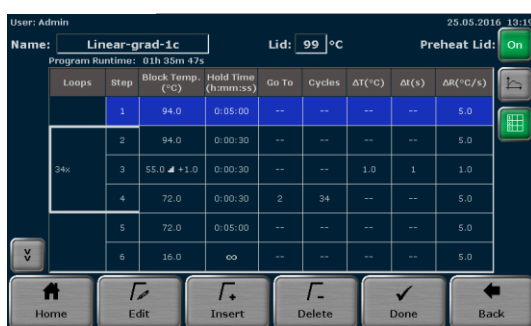 User: Admin 25.05.2016 13:19
Name: Linear-grad-1c Lid: 99 °C Preheat Lid: On
Program Runtime: 01h 35m 47s
Loops Step Block Temp. (°C) Hold Time (h:mm:ss) Go To Cycles ΔT(°C) Δt(s) ΔR(°C/s)
1 94.0 0:05:00 -- -- -- -- 5.0
2 94.0 0:00:30 -- -- -- -- 5.0
34x 3 55.0 +1.0 0:00:30 -- -- 1.0 1 1.0
4 72.0 0:00:30 2 34 -- -- 5.0
5 72.0 0:05:00 -- -- -- -- 5.0
6 16.0 ∞ -- -- -- -- 5.0
Home Edit Insert Delete Done Back